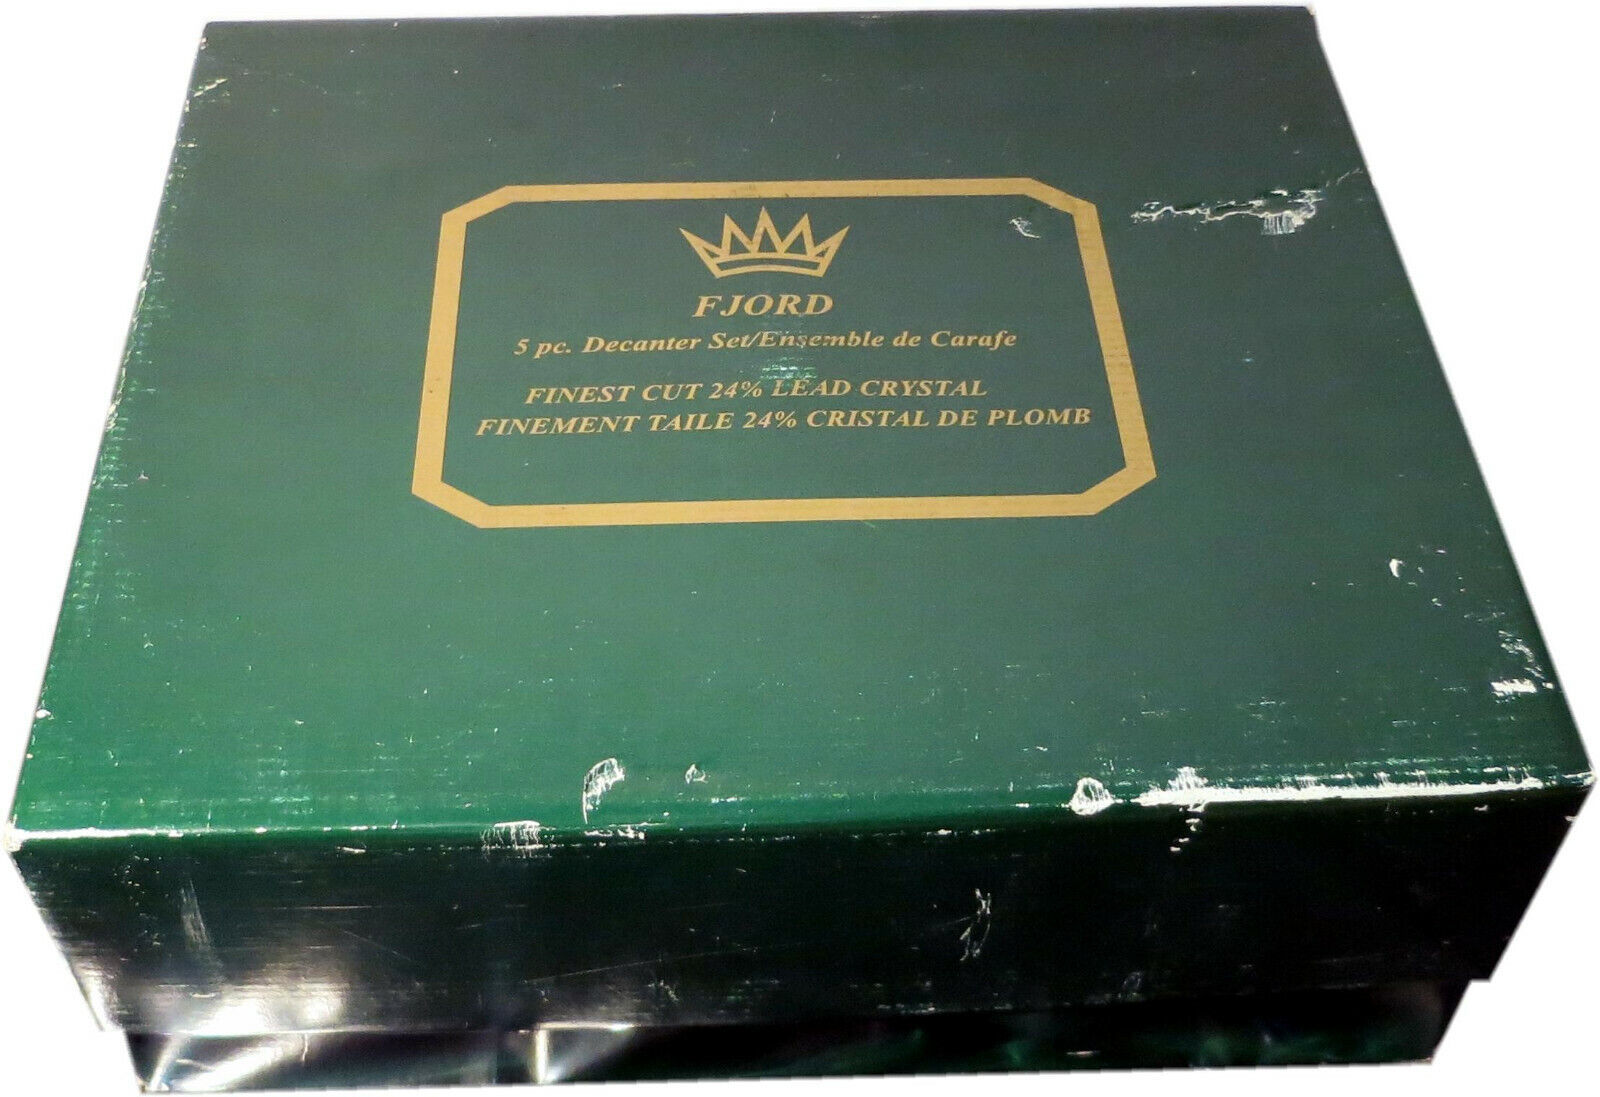 FJORD
5 pc. Decanter Set/Ensemble de Carafe
FINEST CUT 24% LEAD CRYSTAL
FINEMENT TAILE 24% CRISTAL DE PLOMB